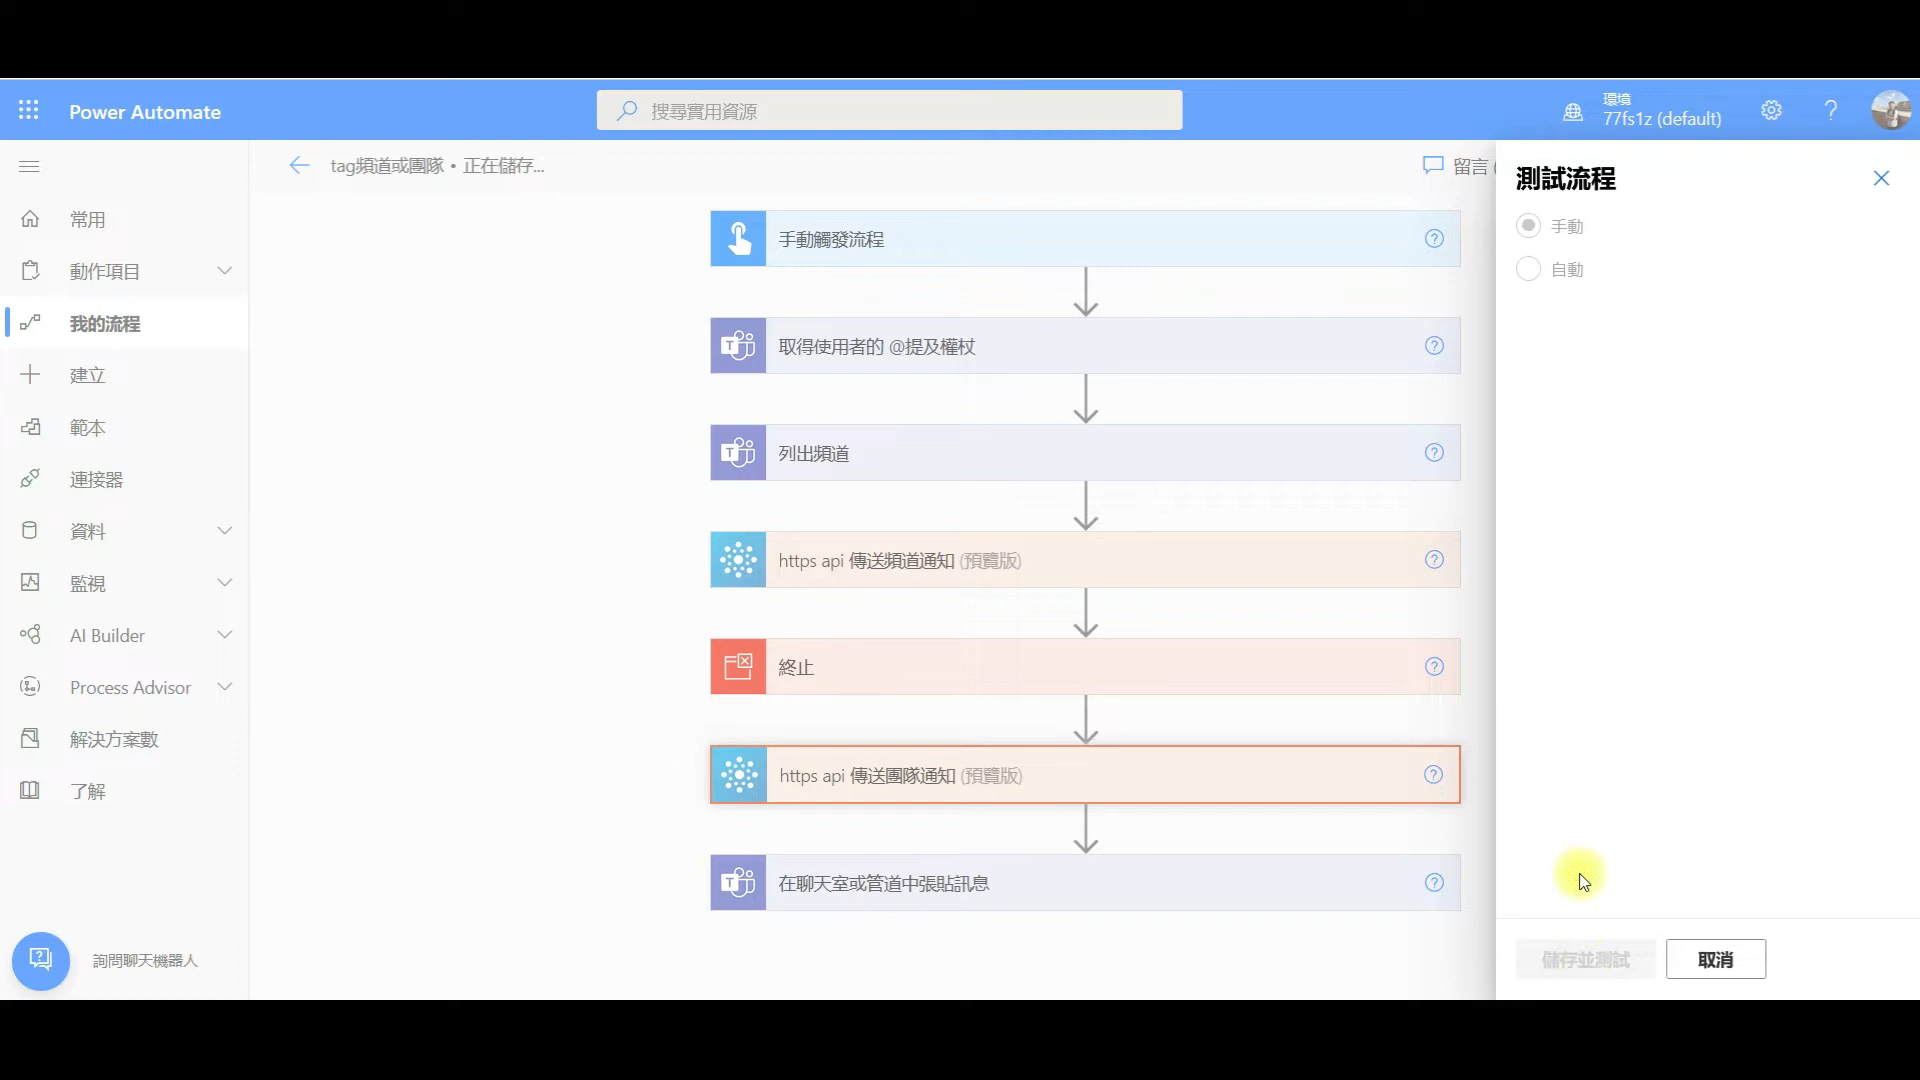 Power Automate
搜尋實用資源
環境
77fs1z (default)
tag頻道或團隊 • 正在儲存...
留言
常用
動作項目
我的流程
建立
範本
連接器
資料
監視
AI Builder
Process Advisor
解決方案數
了解
詢問聊天機器人
手動觸發流程
取得使用者的 @提及權杖
列出頻道
https api 傳送頻道通知 (預覽版)
終止
https api 傳送團隊通知 (預覽版)
在聊天室或管道中張貼訊息
測試流程
手動
自動
儲存並測試
取消